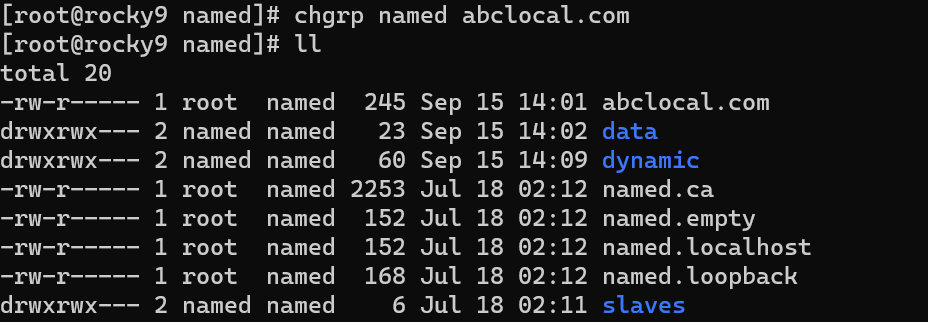 [root@rocky9 named]# chgrp named abclocal.com
[root@rocky9 named]# ll
total 20
-rw-r----- 1 root  named  245 Sep 15 14:01 abclocal.com
drwxrwx--- 2 named named   23 Sep 15 14:02 data
drwxrwx--- 2 named named   60 Sep 15 14:09 dynamic
-rw-r----- 1 root  named 2253 Jul 18 02:12 named.ca
-rw-r----- 1 root  named  152 Jul 18 02:12 named.empty
-rw-r----- 1 root  named  152 Jul 18 02:12 named.localhost
-rw-r----- 1 root  named  168 Jul 18 02:12 named.loopback
drwxrwx--- 2 named named    6 Jul 18 02:11 slaves